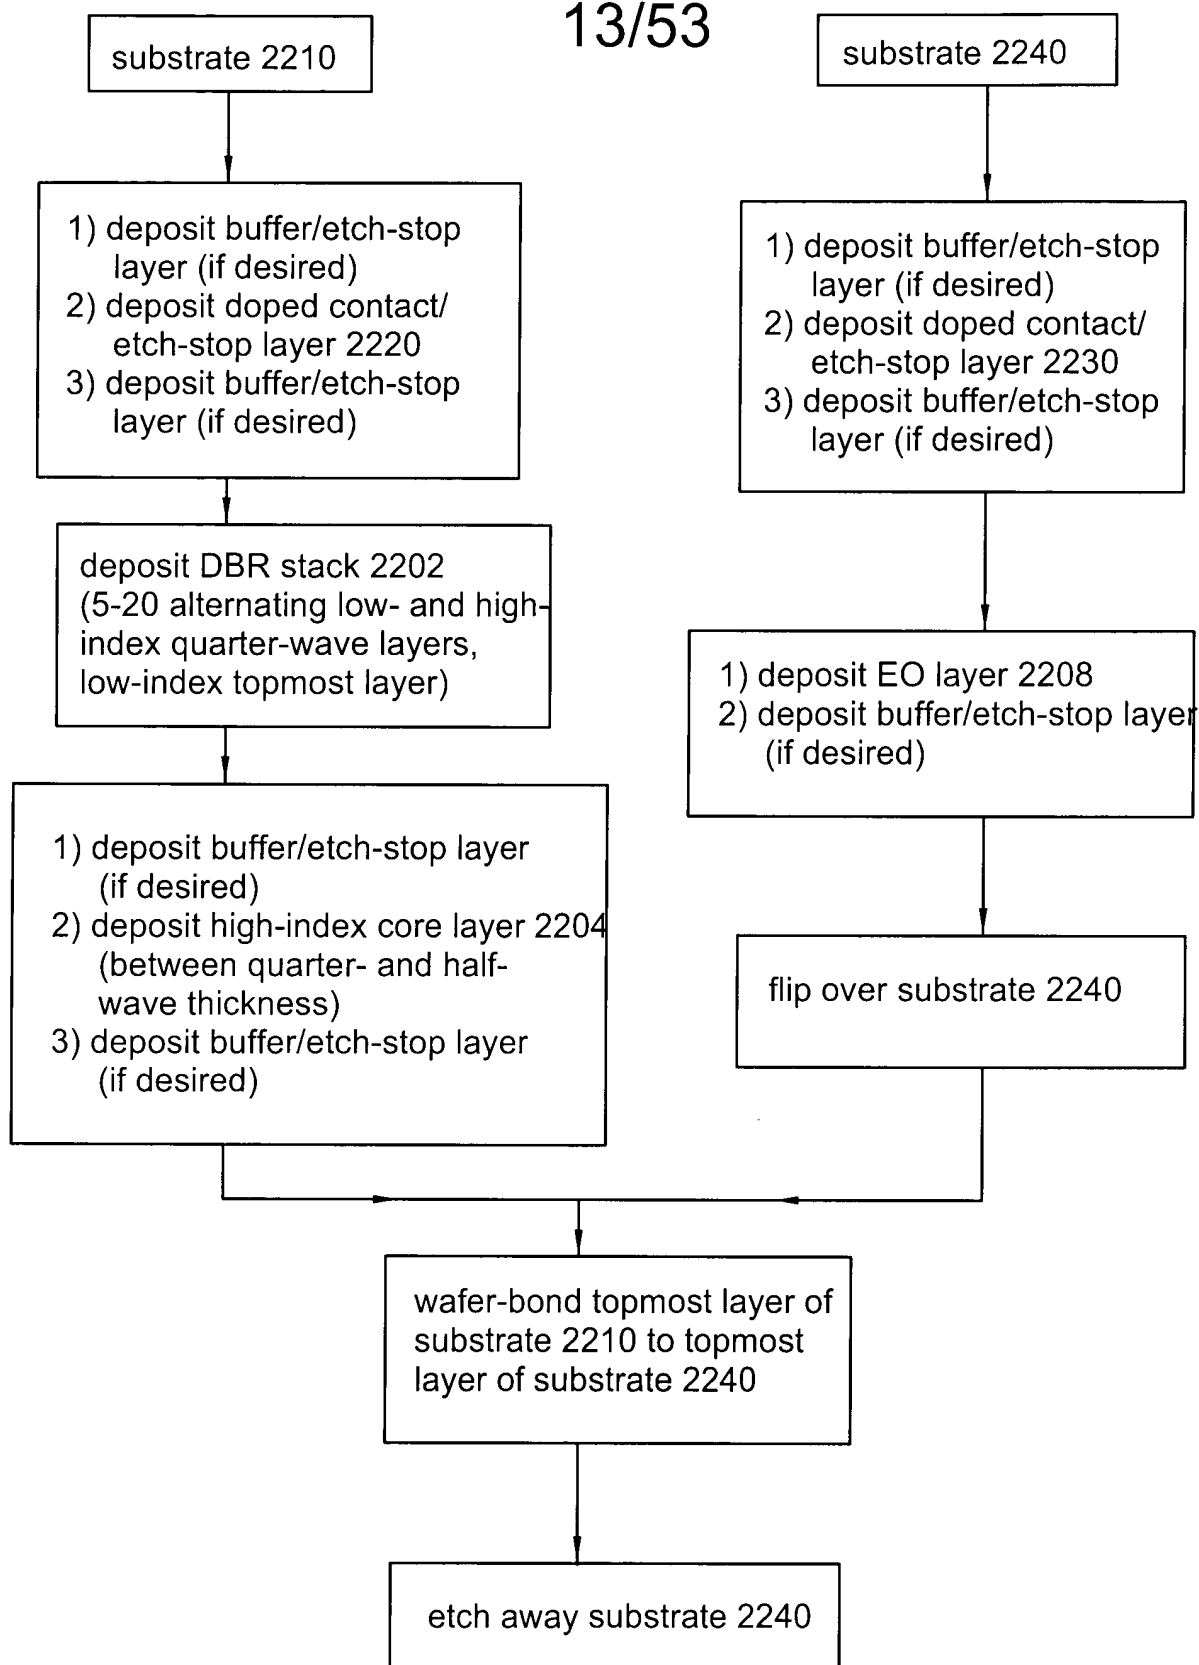 13/53
substrate 2210
1) deposit buffer/etch-stop
layer (if desired)
2) deposit doped contact/
etch-stop layer 2220
3) deposit buffer/etch-stop
layer (if desired)
deposit DBR stack 2202
(5-20 alternating low- and high-
index quarter-wave layers,
low-index topmost layer)
1) deposit buffer/etch-stop layer
(if desired)
2) deposit high-index core layer 2204
(between quarter- and half-
wave thickness)
3) deposit buffer/etch-stop layer
(if desired)
substrate 2240
1) deposit buffer/etch-stop
layer (if desired)
2) deposit doped contact/
etch-stop layer 2230
3) deposit buffer/etch-stop
layer (if desired)
1) deposit EO layer 2208
2) deposit buffer/etch-stop layer
(if desired)
flip over substrate 2240
wafer-bond topmost layer of
substrate 2210 to topmost
layer of substrate 2240
etch away substrate 2240